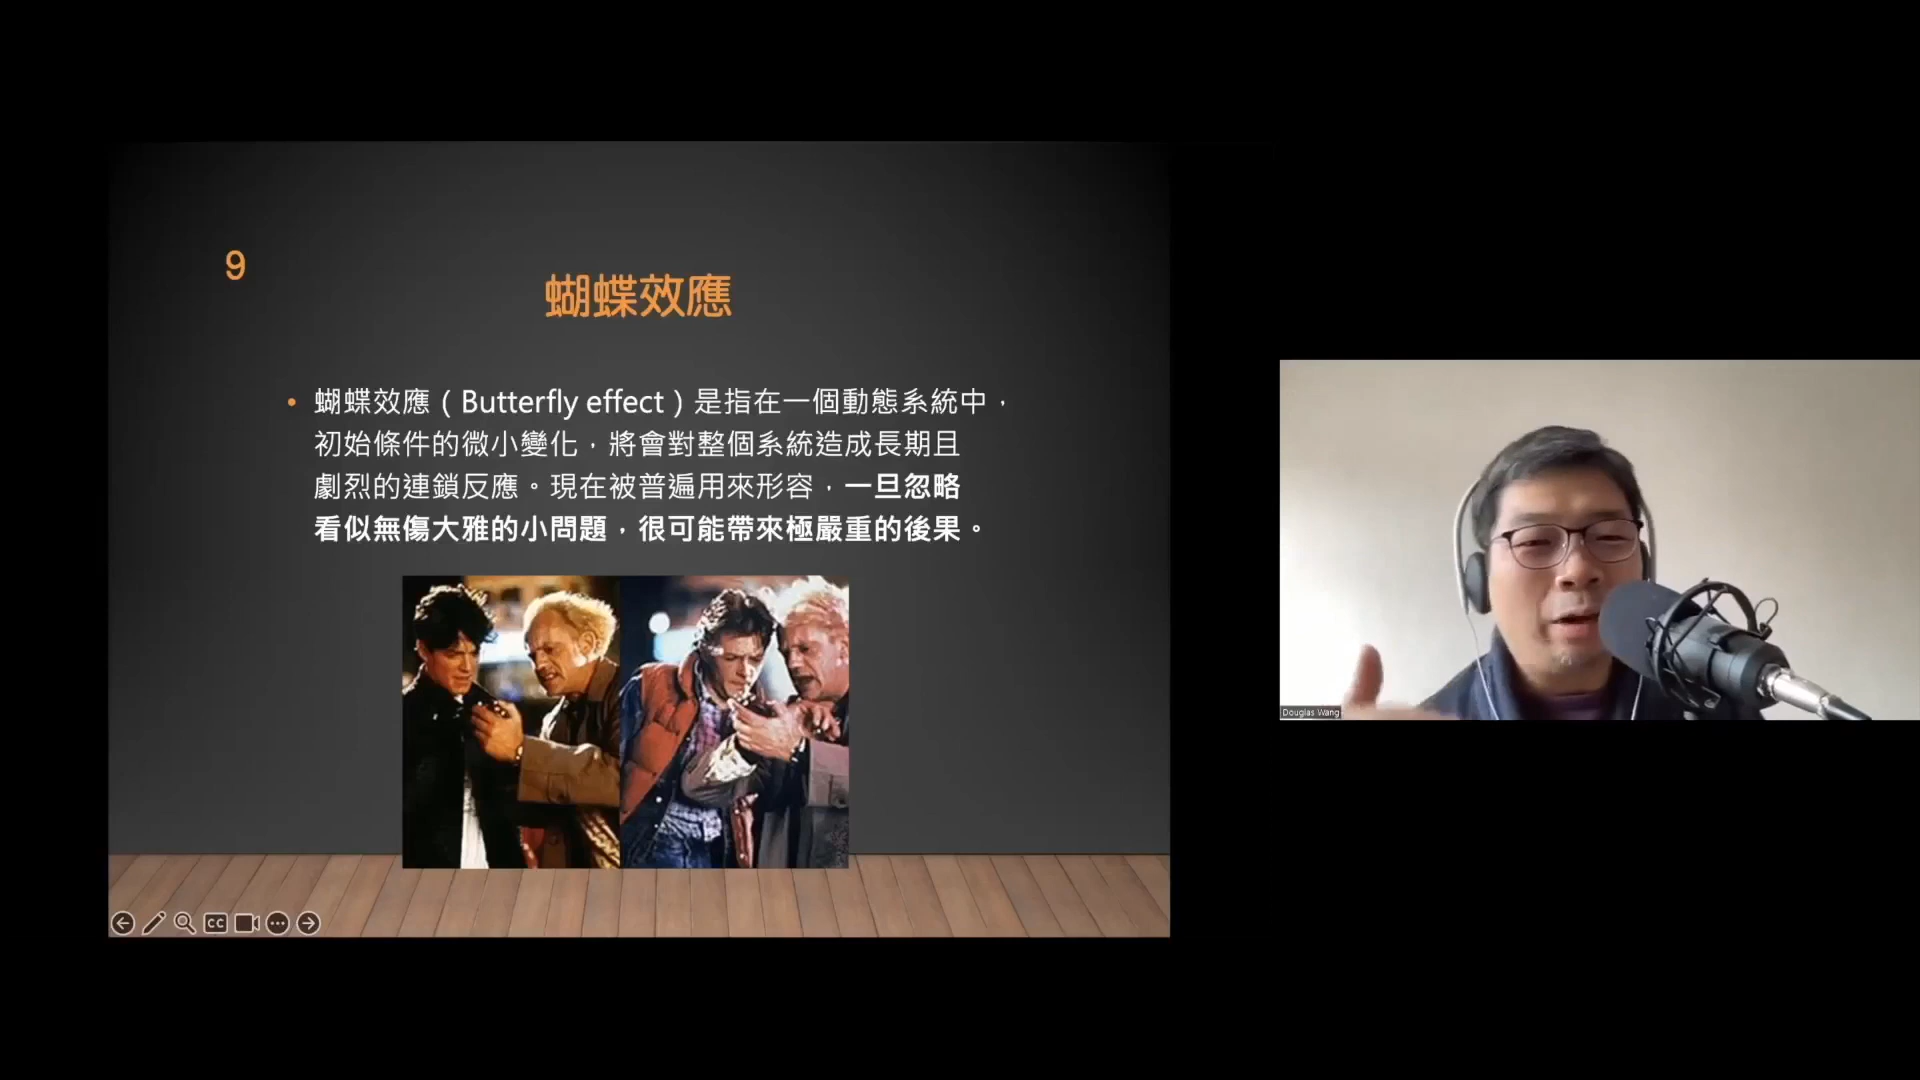 9
蝴蝶效應
• 蝴蝶效應（Butterfly effect）是指在一個動態系統中，
初始條件的微小變化，將會對整個系統造成長期且
劇烈的連鎖反應。現在被普遍用來形容，一旦忽略
看似無傷大雅的小問題，很可能帶來極嚴重的後果。
CC
Douglas Wang